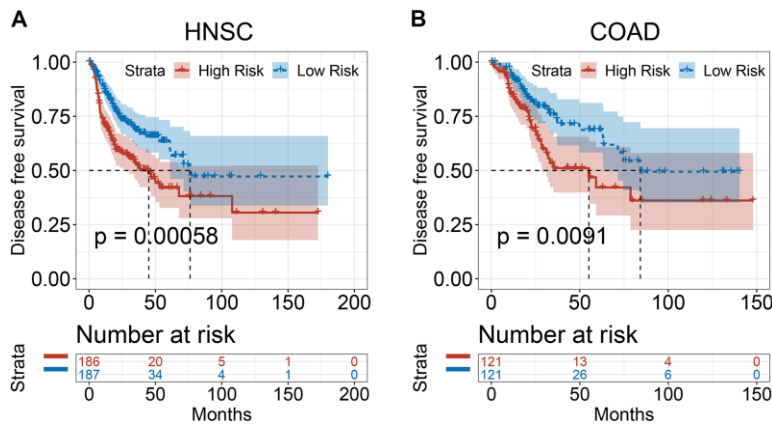 A
HNSC
Disease free survival
1.00
0.75
0.50
0.25
0.00
Strata High Risk Low Risk
p = 0.00058
0 50 100 150 200
Number at risk
Strata
186 20 5 1 0
187 34 4 1 0
0 50 100 150 200
Months
B
COAD
Disease free survival
1.00
0.75
0.50
0.25
0.00
Strata High Risk Low Risk
p = 0.0091
0 50 100 150
Number at risk
Strata
121 13 4 0
121 26 6 0
0 50 100 150
Months